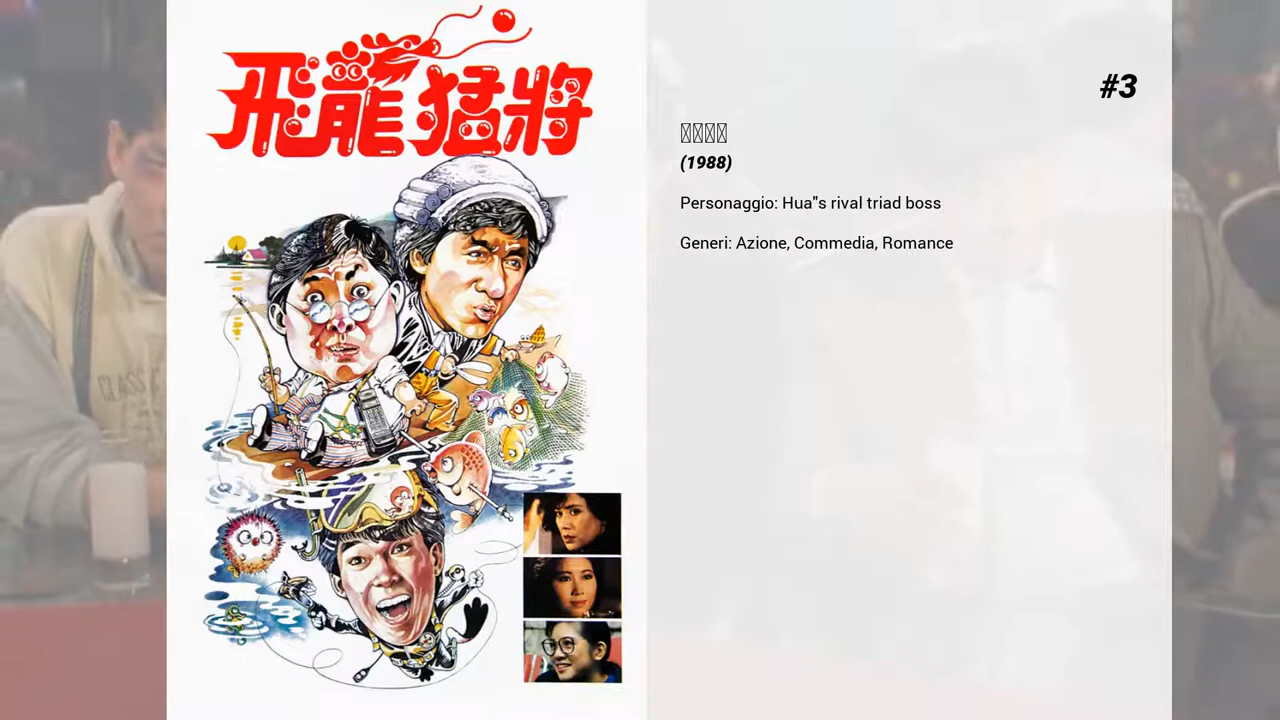 飛龍猛將
#3
(1988)
Personaggio: Hua"s rival triad boss
Generi: Azione, Commedia, Romance